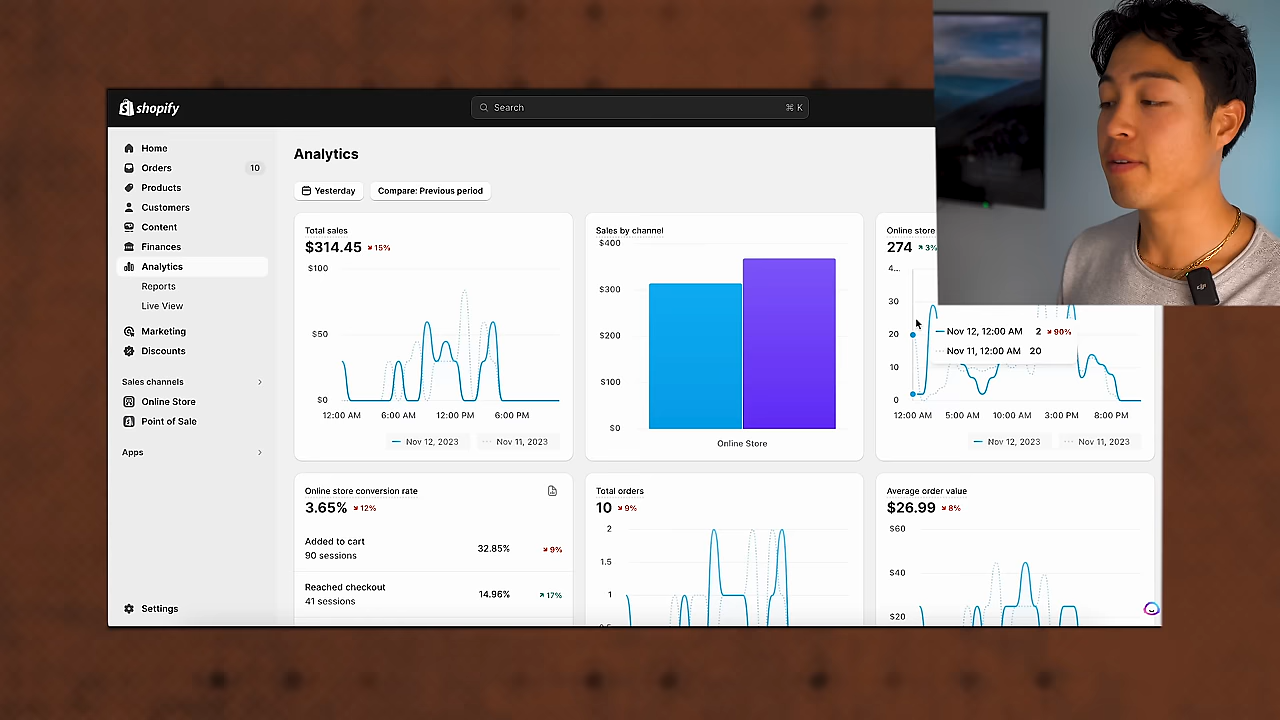 shopify
Search
⌘ K
Home
Orders 10
Products
Customers
Content
Finances
Analytics
Reports
Live View
Marketing
Discounts
Sales channels
Online Store
Point of Sale
Apps
Settings
Analytics
Yesterday
Compare: Previous period
Total sales
$314.45 15%
$100
$50
$0
12:00 AM 6:00 AM 12:00 PM 6:00 PM
Nov 12, 2023 Nov 11, 2023
Sales by channel
$400
$300
$200
$100
$0
Online Store
Online store
274 3%
4...
30
20
10
0
Nov 12, 12:00 AM 2 90%
Nov 11, 12:00 AM 20
12:00 AM 5:00 AM 10:00 AM 3:00 PM 8:00 PM
Nov 12, 2023 Nov 11, 2023
Online store conversion rate
3.65% 12%
Added to cart
90 sessions
32.85% 9%
Reached checkout
41 sessions
14.96% 17%
Total orders
10 9%
2
1.5
1
Average order value
$26.99 8%
$60
$40
$20
dji